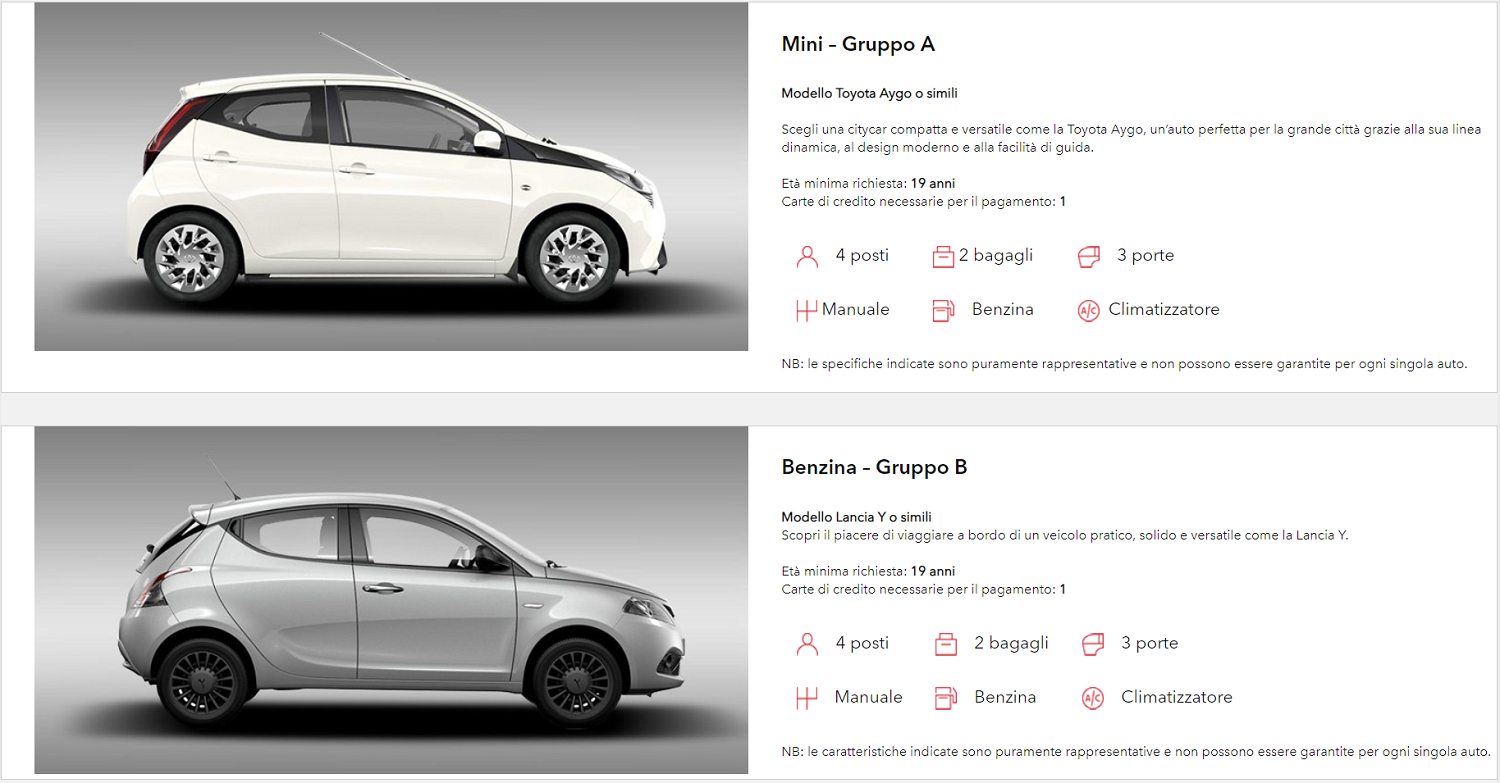 Mini – Gruppo A
Modello Toyota Aygo o simili
Scegli una citycar compatta e versatile come la Toyota Aygo, un’auto perfetta per la grande città grazie alla sua linea
dinamica, al design moderno e alla facilità di guida.
Età minima richiesta: 19 anni
Carte di credito necessarie per il pagamento: 1
4 posti 2 bagagli 3 porte
Manuale Benzina A/C Climatizzatore
NB: le specifiche indicate sono puramente rappresentative e non possono essere garantite per ogni singola auto.
Benzina – Gruppo B
Modello Lancia Y o simili
Scopri il piacere di viaggiare a bordo di un veicolo pratico, solido e versatile come la Lancia Y.
Età minima richiesta: 19 anni
Carte di credito necessarie per il pagamento: 1
4 posti 2 bagagli 3 porte
Manuale Benzina A/C Climatizzatore
NB: le caratteristiche indicate sono puramente rappresentative e non possono essere garantite per ogni singola auto.